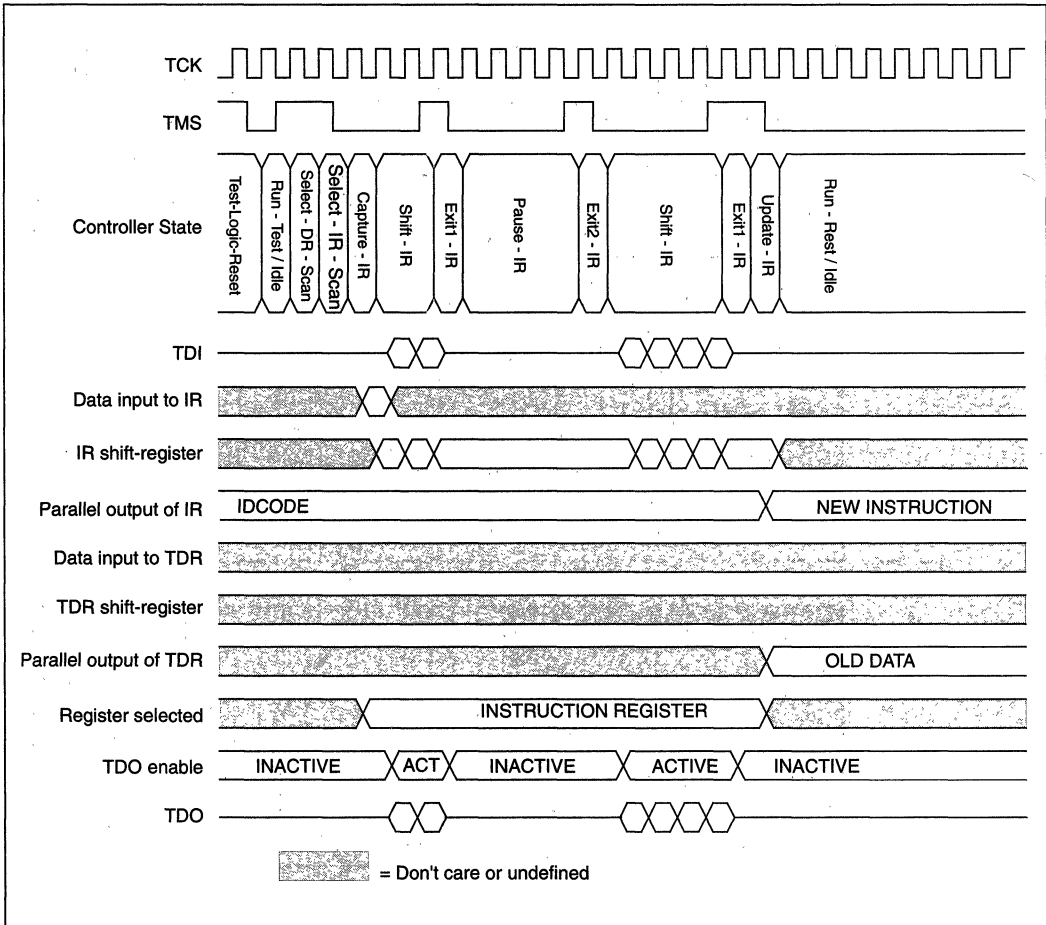 TCK
TMS
Controller State
Test-Logic-Reset
Run - Test / Idle
Select - DR - Scan
Select - IR - Scan
Capture - IR
Shift - IR
Exit1 - IR
Pause - IR
Exit2 - IR
Shift - IR
Exit1 - IR
Update - IR
Run - Rest / Idle
TDI
Data input to IR
IR shift-register
Parallel output of IR
IDCODE
NEW INSTRUCTION
Data input to TDR
TDR shift-register
Parallel output of TDR
OLD DATA
Register selected
INSTRUCTION REGISTER
TDO enable
INACTIVE
ACT
INACTIVE
ACTIVE
INACTIVE
TDO
= Don't care or undefined